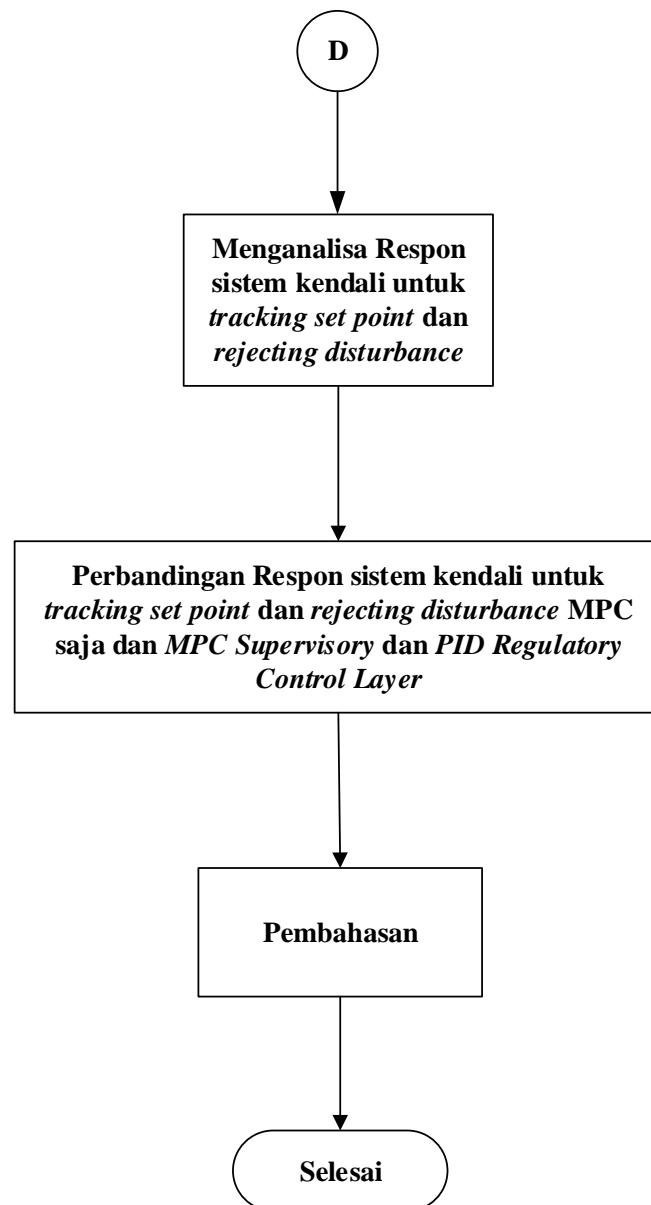 D
Menganalisa Respon
sistem kendali untuk
tracking set point dan
rejecting disturbance
Perbandingan Respon sistem kendali untuk
tracking set point dan rejecting disturbance MPC
saja dan MPC Supervisory dan PID Regulatory
Control Layer
Pembahasan
Selesai